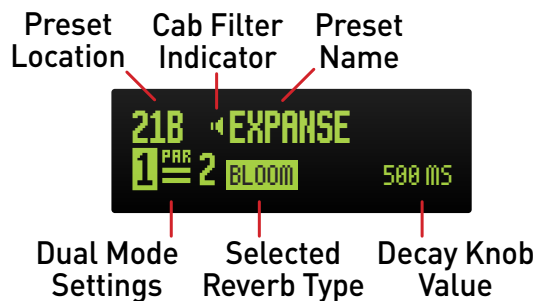 Preset Location
Cab Filter Indicator
Preset Name
21B EXPANSE
1 PAR 2 BLOOM 500 MS
Dual Mode Settings
Selected Reverb Type
Decay Knob Value